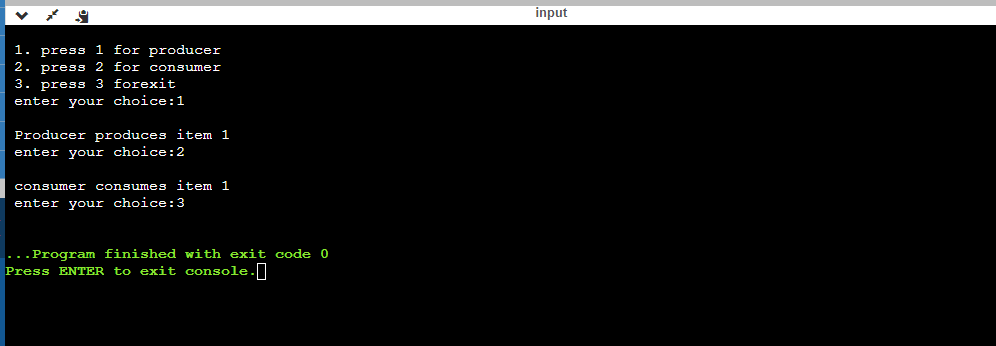 input
1. press 1 for producer
2. press 2 for consumer
3. press 3 forexit
enter your choice:1
Producer produces item 1
enter your choice:2
consumer consumes item 1
enter your choice:3
...Program finished with exit code 0
Press ENTER to exit console.